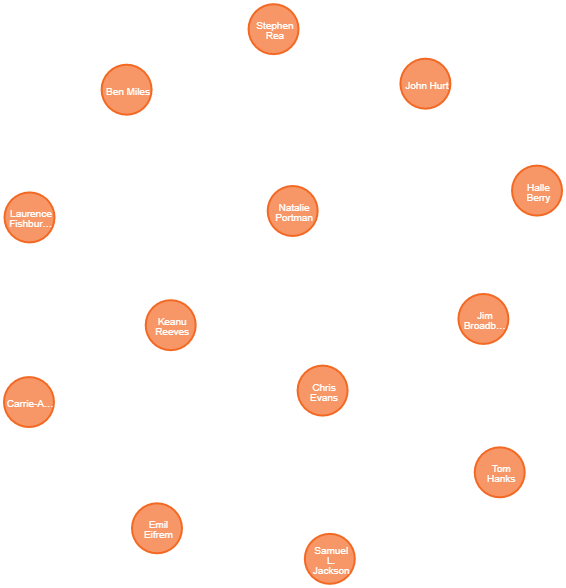 Stephen
Rea
John Hurt
Ben Miles
Halle
Berry
Natalie
Portman
Laurence
Fishbur...
Jim
Broadb...
Keanu
Reeves
Chris
Evans
Carrie-A...
Tom
Hanks
Emil
Eifrem
Samuel
L.
Jackson